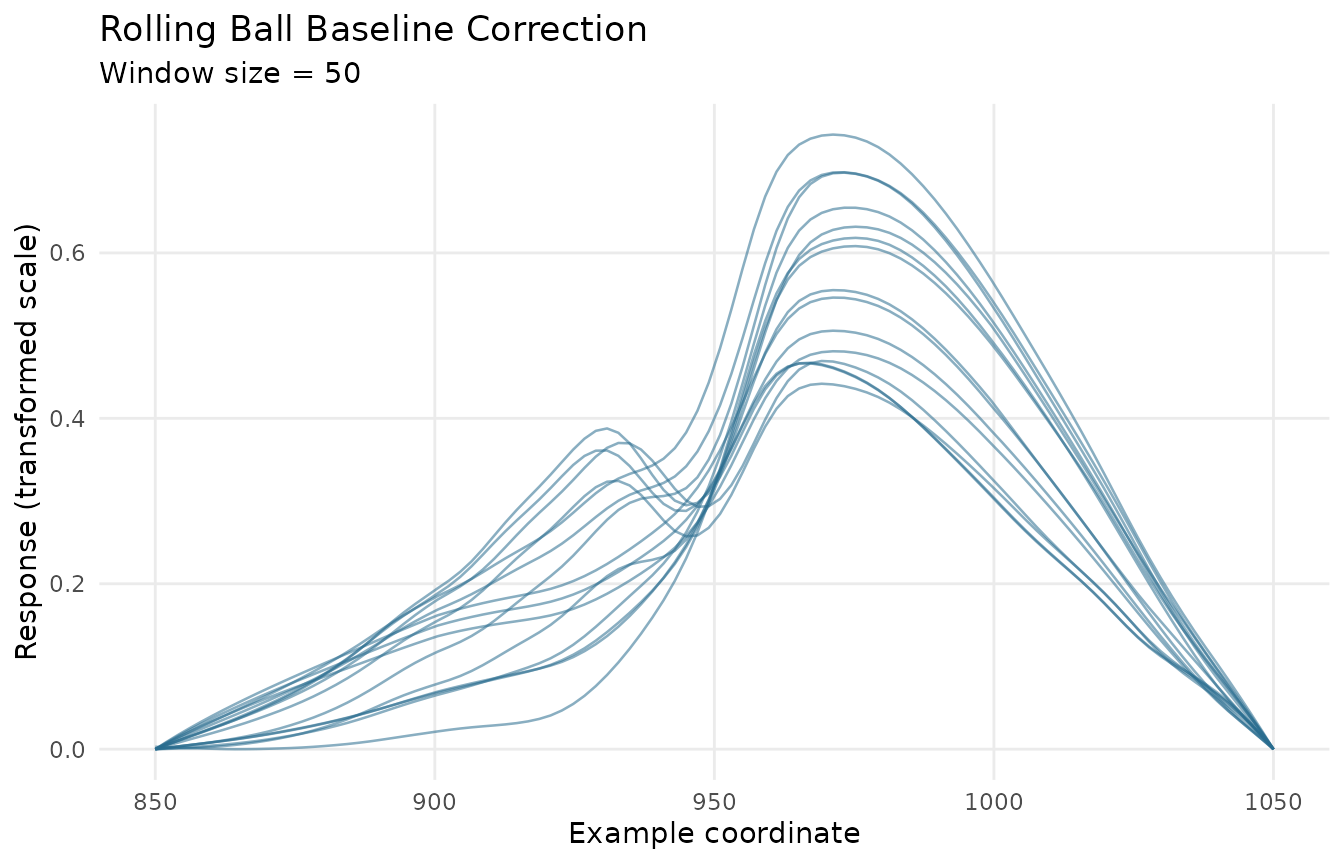 Rolling Ball Baseline Correction
Window size = 50
Response (transformed scale)
0.6
0.4
0.2
0.0
850 900 950 1000 1050
Example coordinate